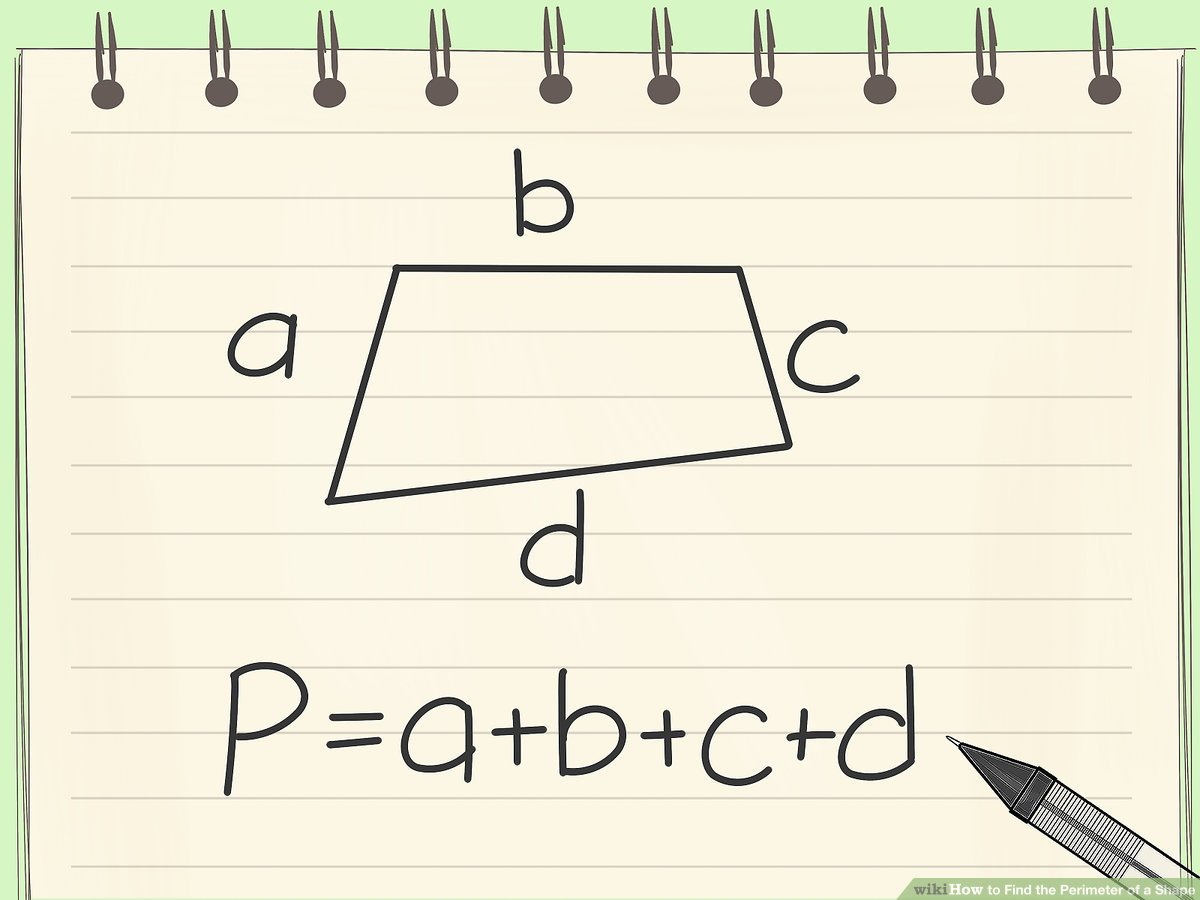 b
a
c
d
P=a+b+c+d
wikiHow to Find the Perimeter of a Shape